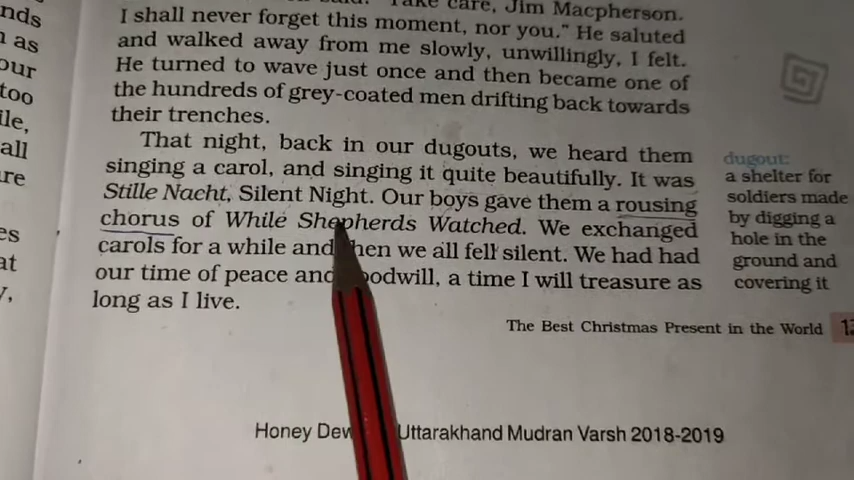 nds
n as
our
too
ile,
all
are
es
at
y,
Take care, Jim Macpherson.
I shall never forget this moment, nor you." He saluted
and walked away from me slowly, unwillingly, I felt.
He turned to wave just once and then became one of
the hundreds of grey-coated men drifting back towards
their trenches.
That night, back in our dugouts, we heard them
singing a carol, and singing it quite beautifully. It was
Stille Nacht, Silent Night. Our boys gave them a rousing
chorus of While Shepherds Watched. We exchanged
carols for a while and then we all fell silent. We had had
our time of peace and goodwill, a time I will treasure as
long as I live.
dugout:
a shelter for
soldiers made
by digging a
hole in the
ground and
covering it
The Best Christmas Present in the World
Honey Dew Uttarakhand Mudran Varsh 2018-2019